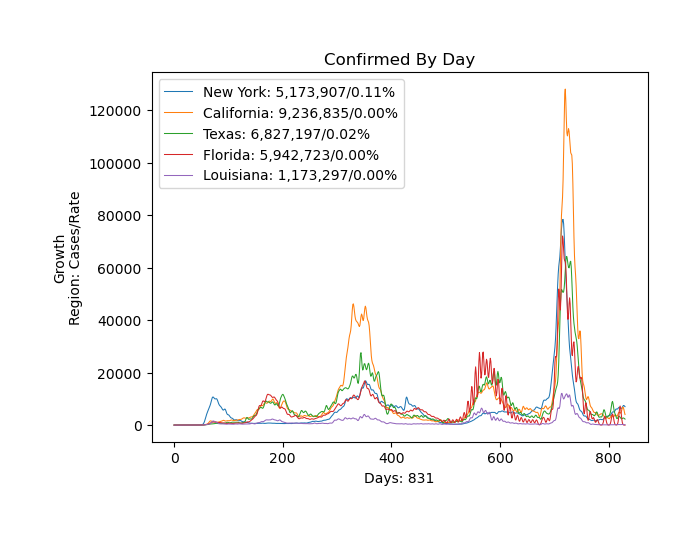 Confirmed By Day
New York: 5,173,907/0.11%
California: 9,236,835/0.00%
Texas: 6,827,197/0.02%
Florida: 5,942,723/0.00%
Louisiana: 1,173,297/0.00%
120000
100000
80000
60000
40000
20000
0
Growth
Region: Cases/Rate
0 200 400 600 800
Days: 831